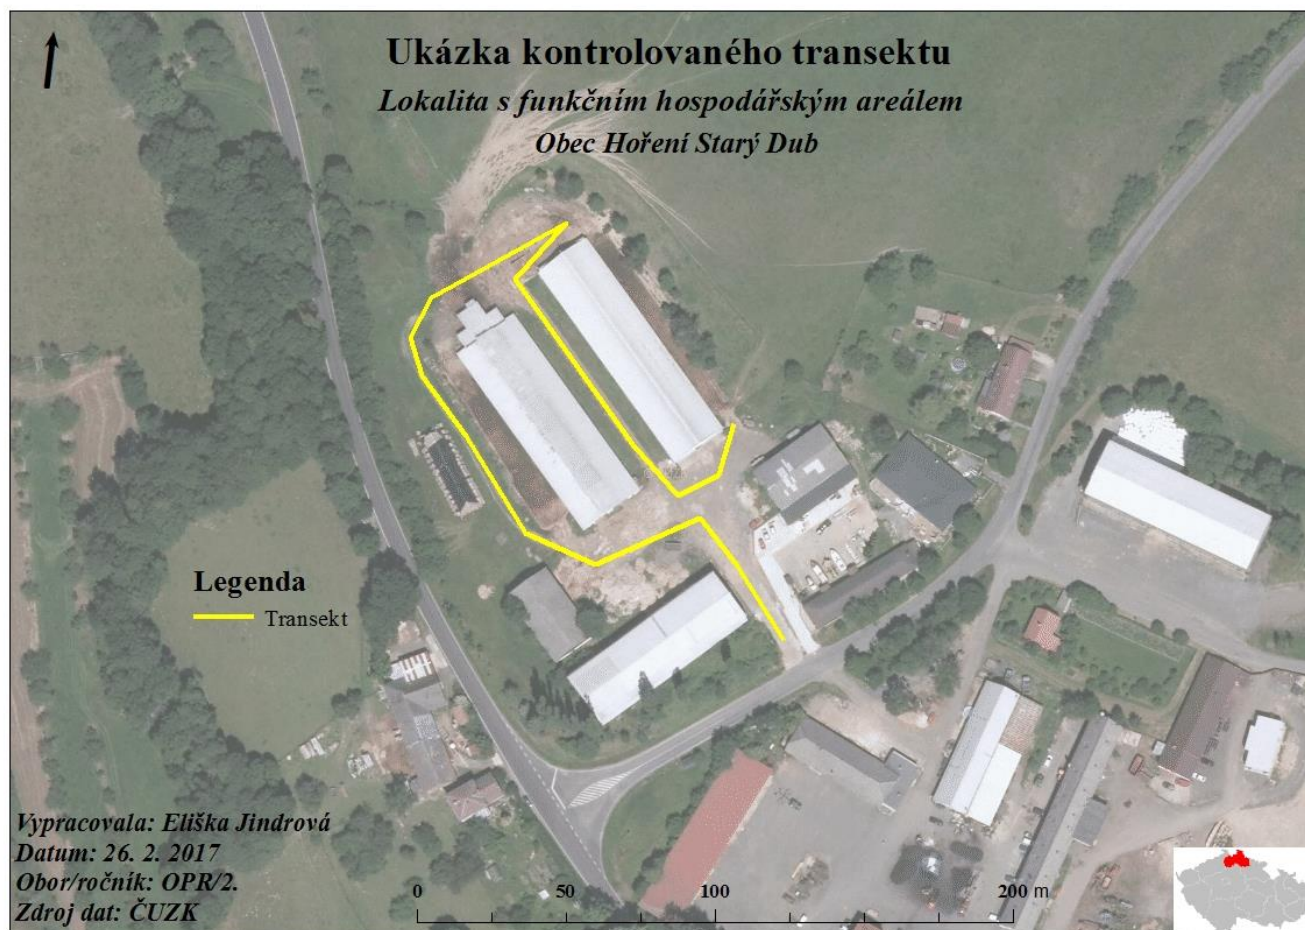 Ukázka kontrolovaného transektu
Lokalita s funkčním hospodářským areálem
Obec Hoření Starý Dub
Legenda
Transekt
Vypracovala: Eliška Jindrová
Datum: 26. 2. 2017
Obor/ročník: OPR/2.
Zdroj dat: ČUZK
0 50 100 200 m